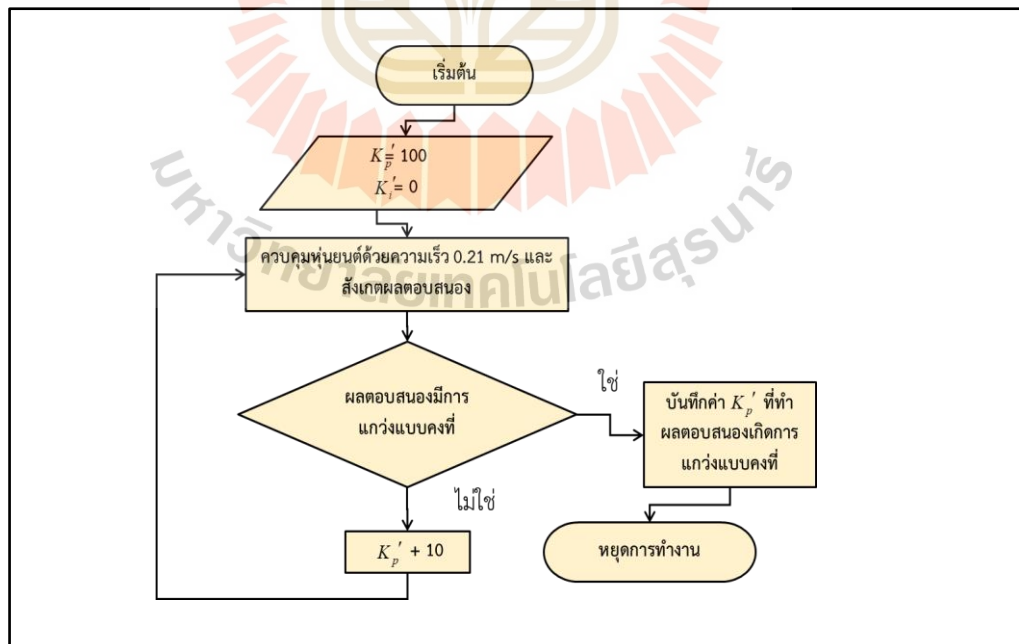 เริ่มต้น
K_p' = 100
K_i' = 0
ควบคุมหุ่นยนต์ด้วยความเร็ว 0.21 m/s และ
สังเกตผลตอบสนอง
ผลตอบสนองมีการ
แกว่งแบบคงที่
ใช่
บันทึกค่า K_p' ที่ทำ
ผลตอบสนองเกิดการ
แกว่งแบบคงที่
ไม่ใช่
K_p' + 10
หยุดการทำงาน
มหาวิทยาลัยเทคโนโลยีสุรนารี